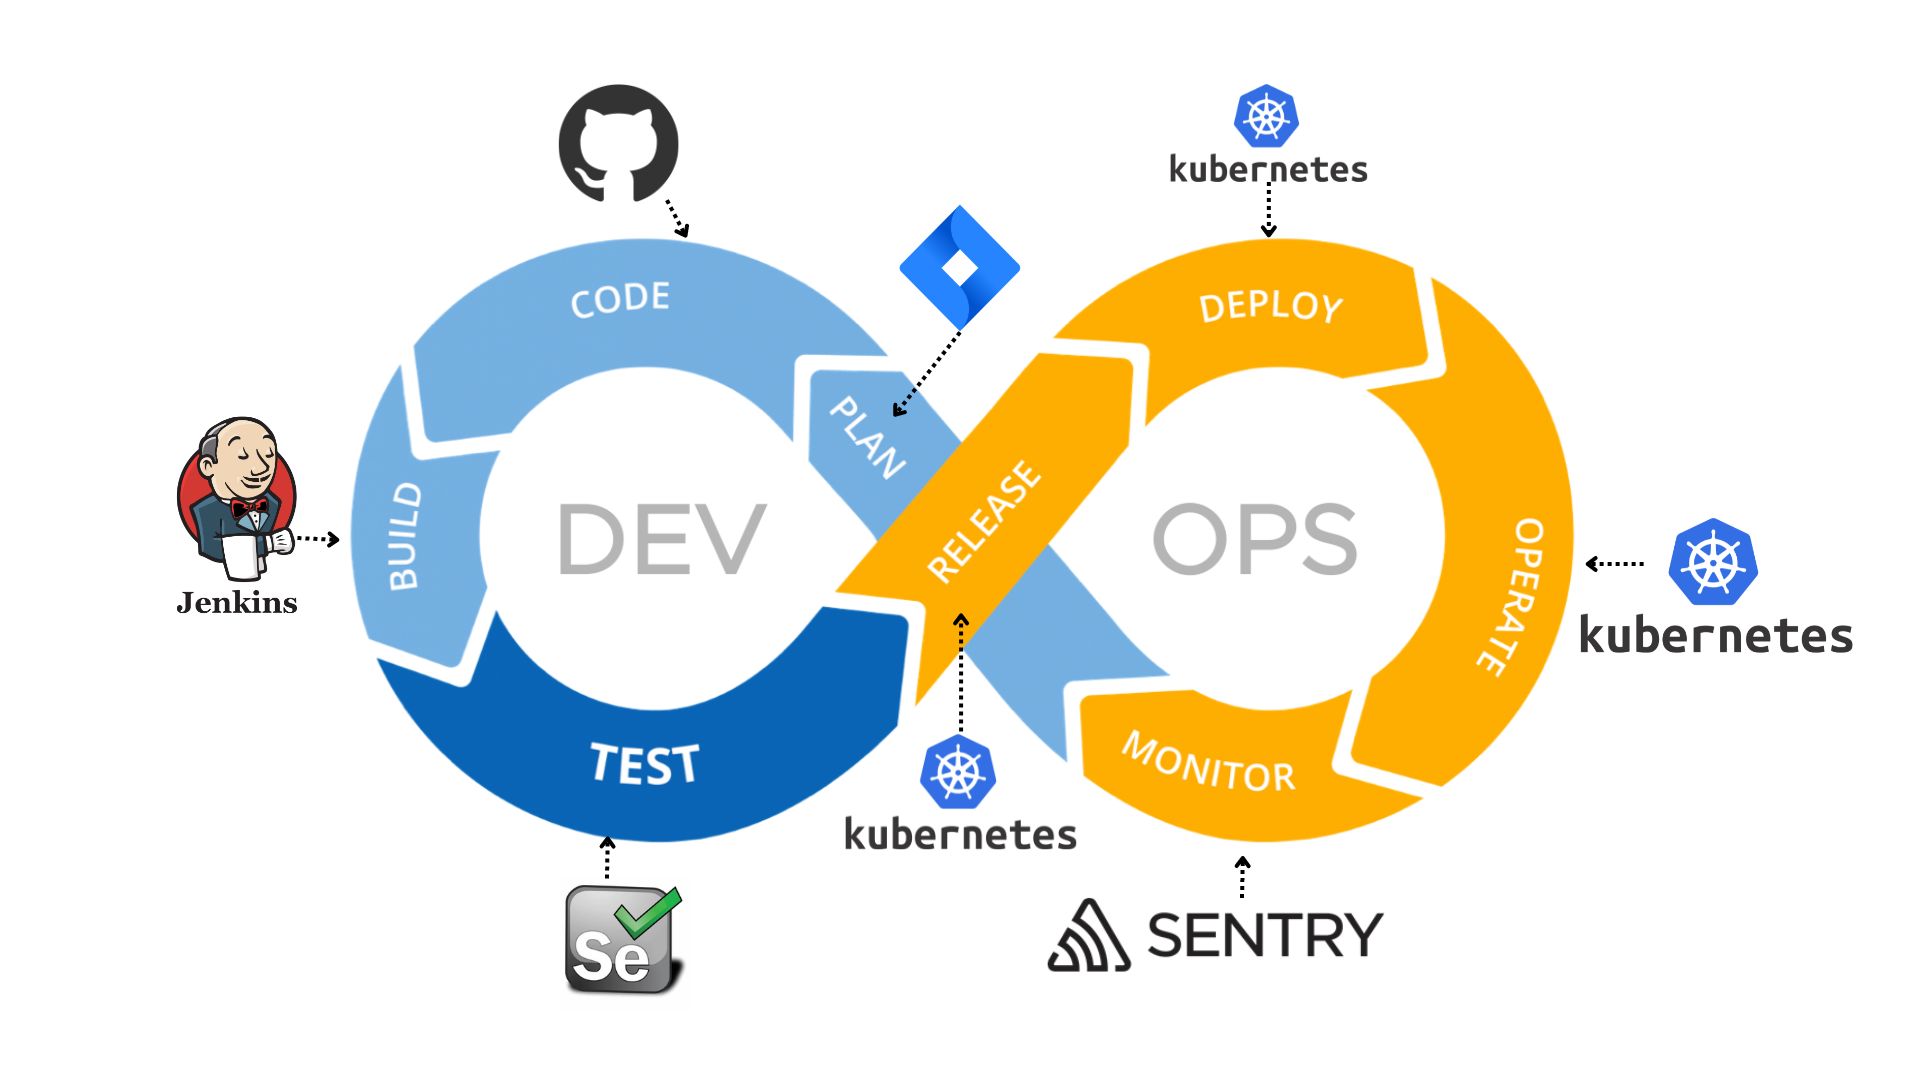 kubernetes
CODE
DEPLOY
PLAN
BUILD
DEV
RELEASE
OPS
OPERATE
Jenkins
kubernetes
TEST
MONITOR
kubernetes
Se
SENTRY